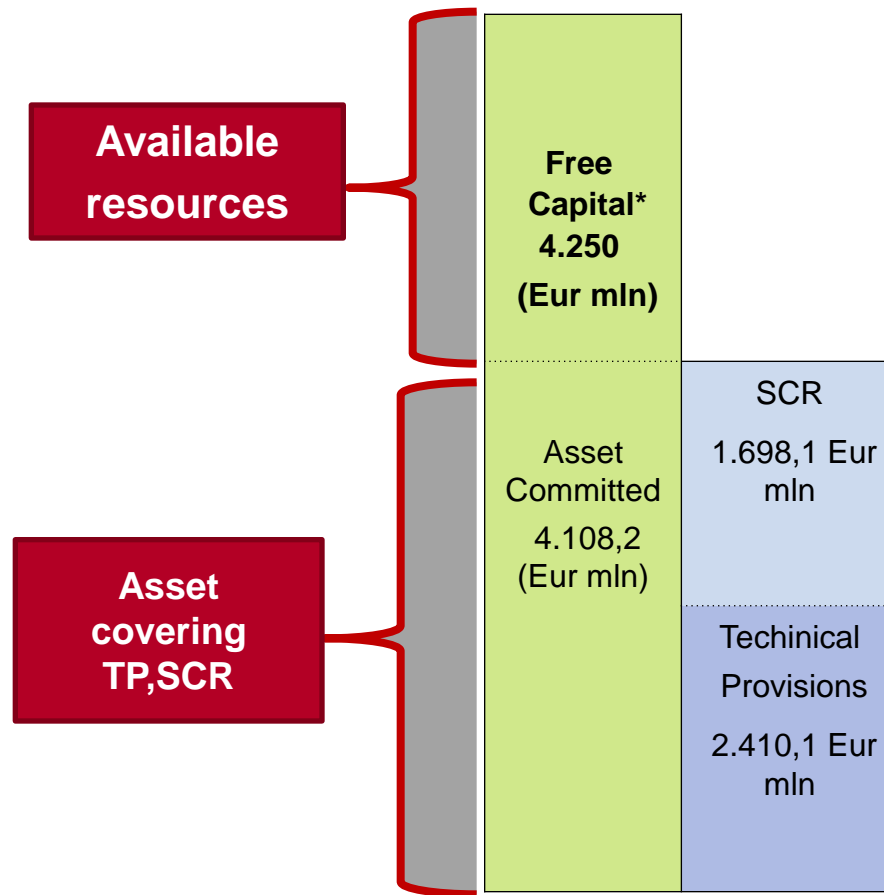 Available
resources
Free
Capital*
4.250
(Eur mln)
Asset
covering
TP,SCR
Asset
Committed
4.108,2
(Eur mln)
SCR
1.698,1 Eur
mln
Techinical
Provisions
2.410,1 Eur
mln